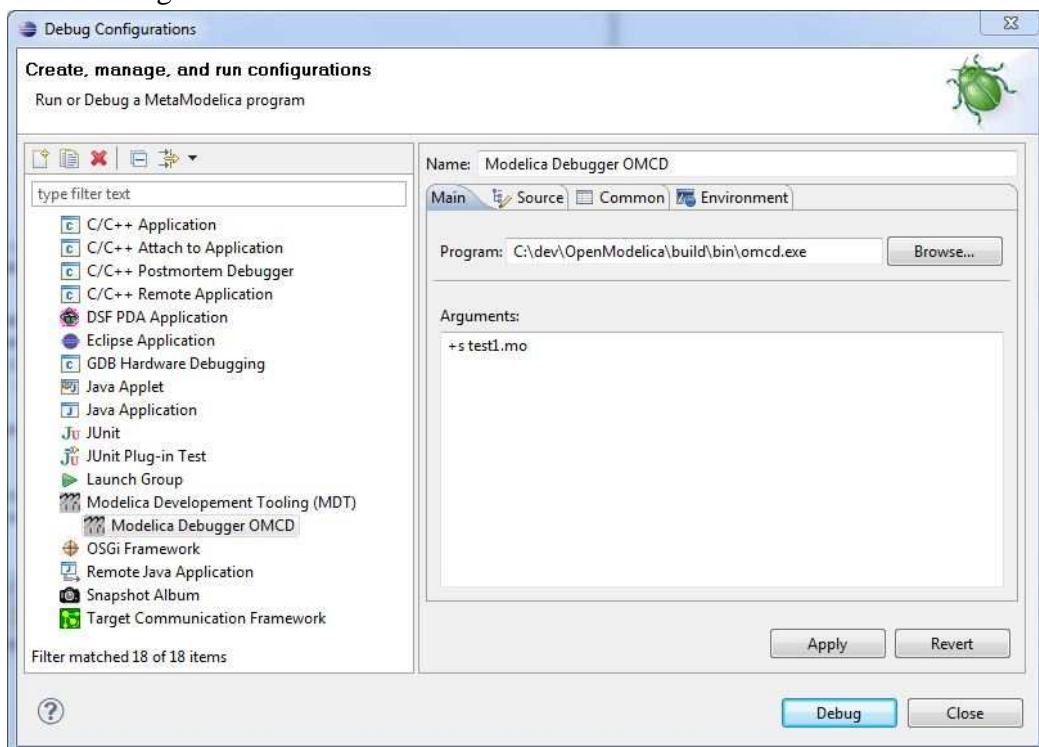 Debug Configurations
Create, manage, and run configurations
Run or Debug a MetaModelica program
type filter text
C/C++ Application
C/C++ Attach to Application
C/C++ Postmortem Debugger
C/C++ Remote Application
DSF PDA Application
Eclipse Application
GDB Hardware Debugging
Java Applet
Java Application
JUnit
JUnit Plug-in Test
Launch Group
Modelica Developement Tooling (MDT)
Modelica Debugger OMCD
OSGi Framework
Remote Java Application
Snapshot Album
Target Communication Framework
Filter matched 18 of 18 items
Name: Modelica Debugger OMCD
Main Source Common Environment
Program: C:\dev\OpenModelica\build\bin\omcd.exe Browse...
Arguments:
+s test1.mo
Apply Revert
Debug Close